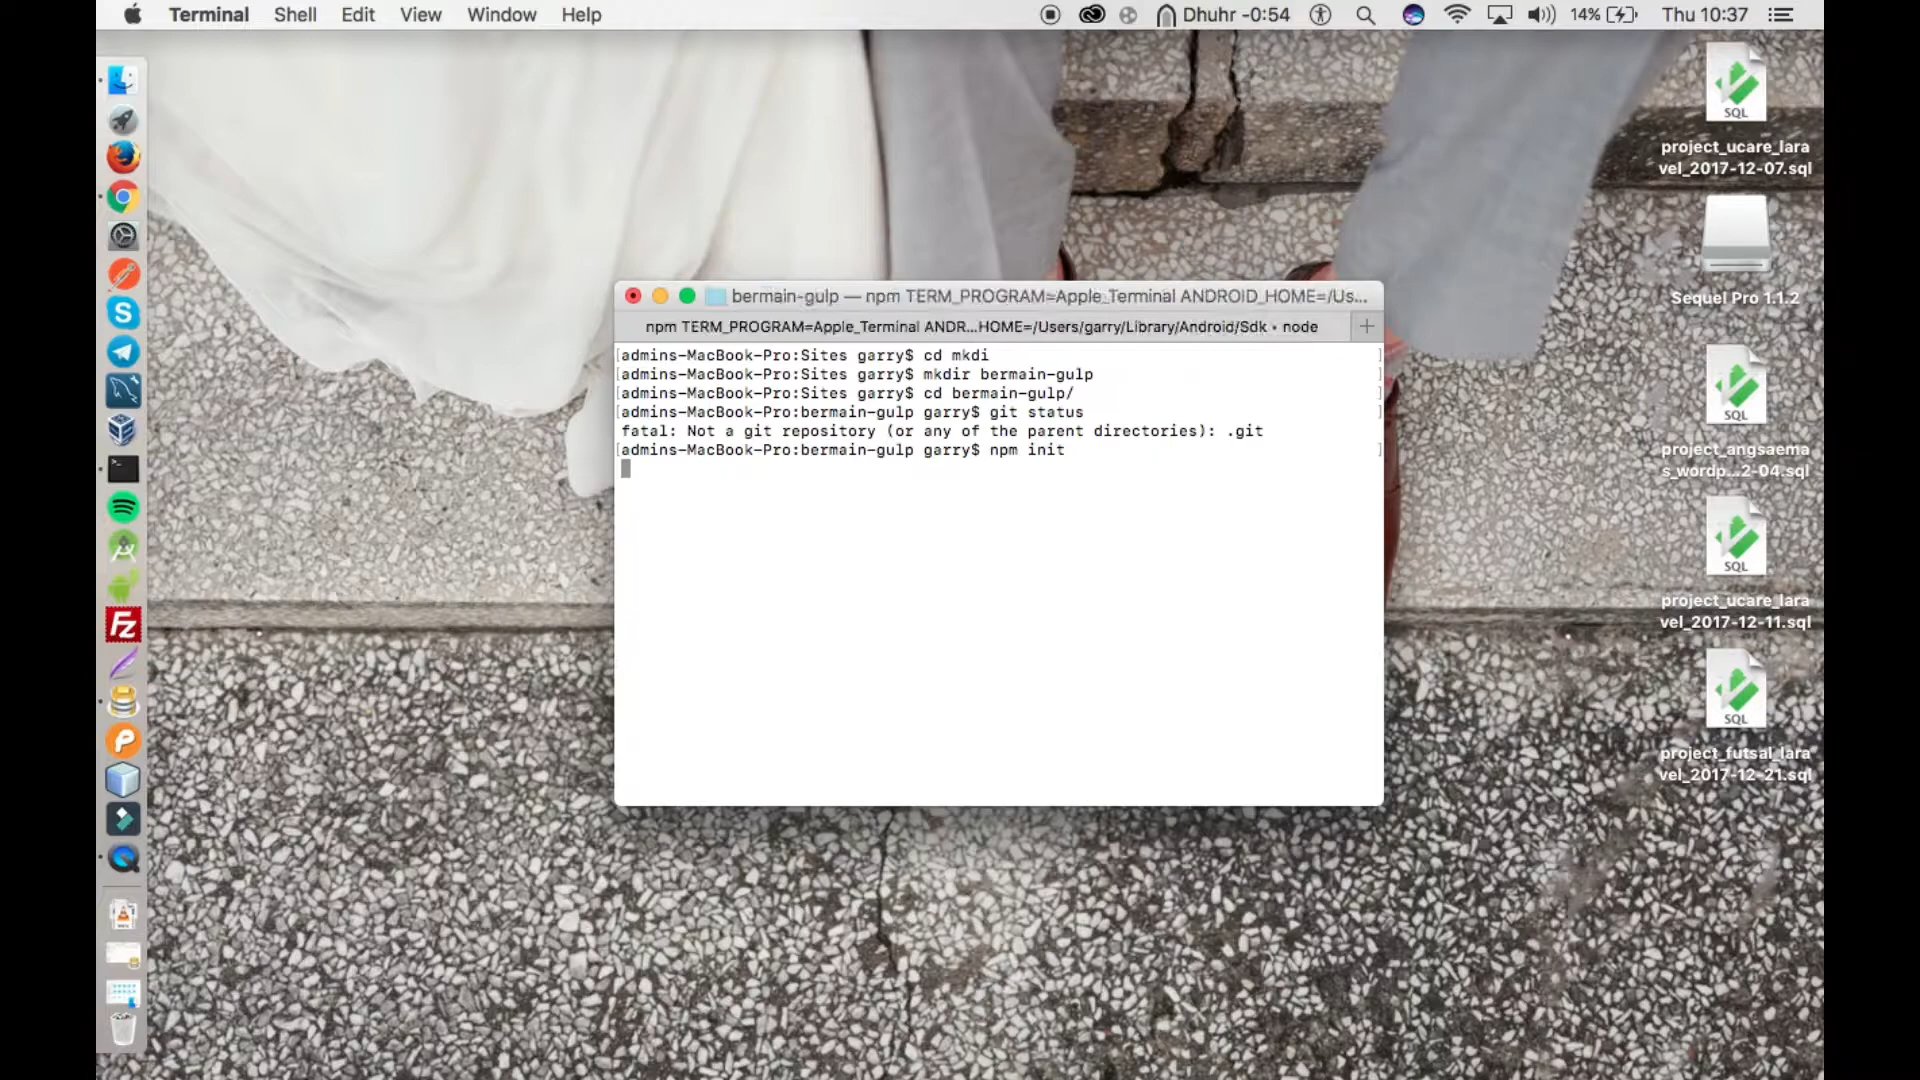 Terminal Shell Edit View Window Help Dhuhr -0:54 14% Thu 10:37
SQL
project_ucare_lara
vel_2017-12-07.sql
Sequel Pro 1.1.2
SQL
project_angsaema
s_wordp...2-04.sql
SQL
project_ucare_lara
vel_2017-12-11.sql
SQL
project_futsal_lara
vel_2017-12-21.sql
bermain-gulp — npm TERM_PROGRAM=Apple_Terminal ANDROID_HOME=/Us...
npm TERM_PROGRAM=Apple_Terminal ANDR...HOME=/Users/garry/Library/Android/Sdk • node
[admins-MacBook-Pro:Sites garry$ cd mkdi ]
[admins-MacBook-Pro:Sites garry$ mkdir bermain-gulp ]
[admins-MacBook-Pro:Sites garry$ cd bermain-gulp/ ]
[admins-MacBook-Pro:bermain-gulp garry$ git status ]
fatal: Not a git repository (or any of the parent directories): .git
[admins-MacBook-Pro:bermain-gulp garry$ npm init ]